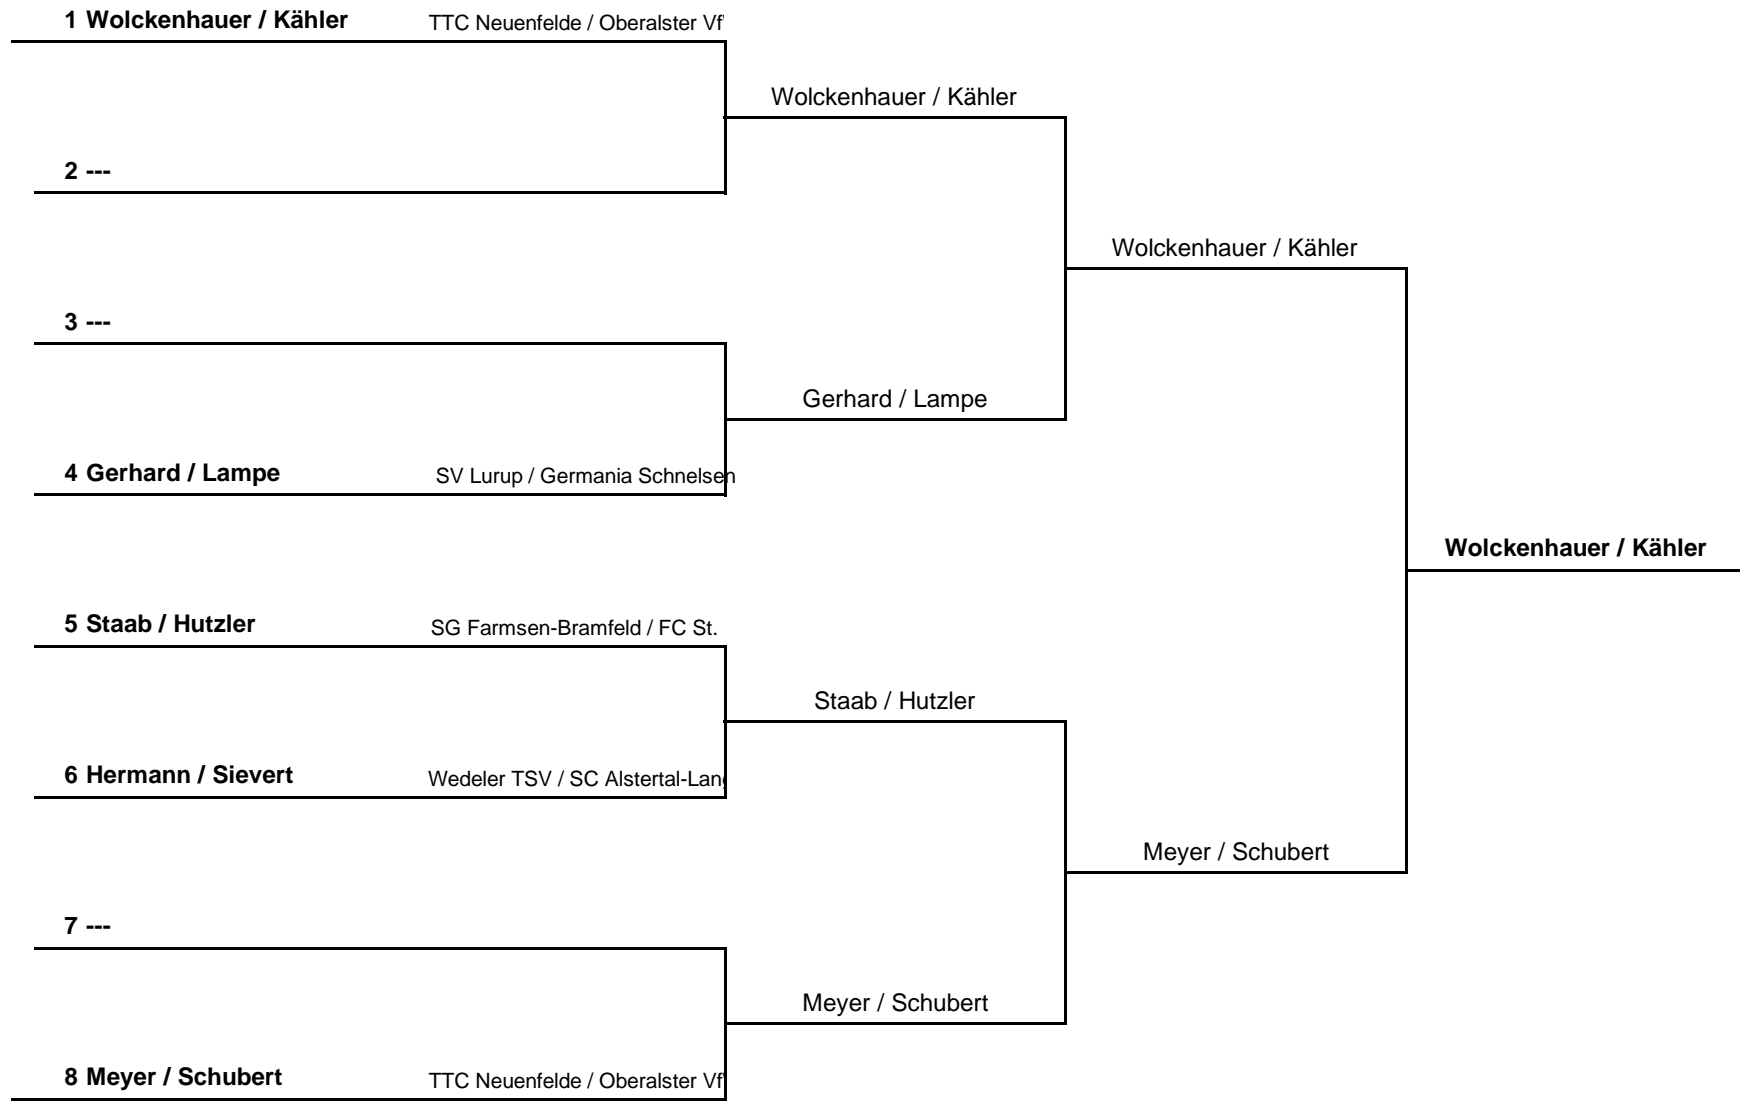 1 Wolckenhauer / Kähler TTC Neuenfelde / Oberalster Vf
Wolckenhauer / Kähler
2 ---
Wolckenhauer / Kähler
3 ---
Gerhard / Lampe
4 Gerhard / Lampe SV Lurup / Germania Schnelsen
Wolckenhauer / Kähler
5 Staab / Hutzler SG Farmsen-Bramfeld / FC St.
Staab / Hutzler
6 Hermann / Sievert Wedeler TSV / SC Alstertal-Lang
Meyer / Schubert
7 ---
Meyer / Schubert
8 Meyer / Schubert TTC Neuenfelde / Oberalster Vf